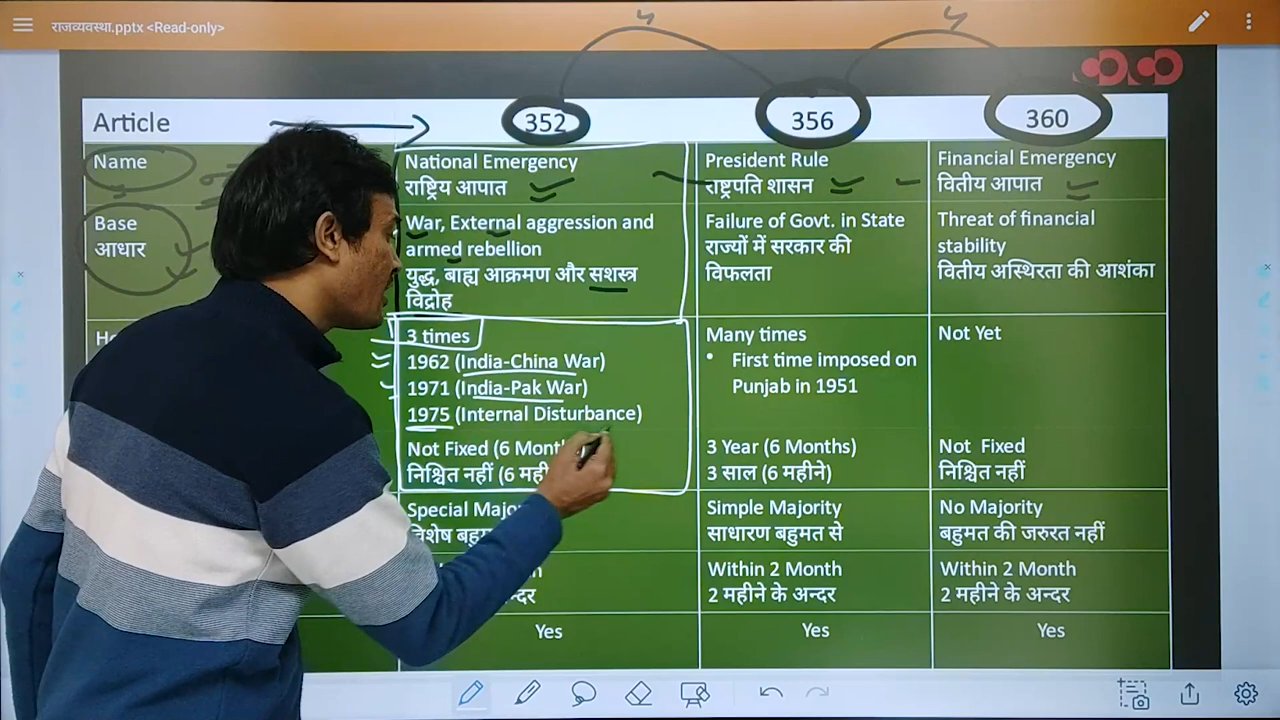 राजव्यवस्था.pptx <Read-only>
Article
352
356
360
Name
National Emergency
राष्ट्रिय आपात
President Rule
राष्ट्रपति शासन
Financial Emergency
वितीय आपात
Base
आधार
War, External aggression and
armed rebellion
युद्ध, बाह्य आक्रमण और सशस्त्र
विद्रोह
Failure of Govt. in State
राज्यों में सरकार की
विफलता
Threat of financial
stability
वितीय अस्थिरता की आशंका
3 times
1962 (India-China War)
1971 (India-Pak War)
1975 (Internal Disturbance)
Many times
• First time imposed on
Punjab in 1951
Not Yet
Not Fixed (6
निश्चित नहीं (6
3 Year (6 Months)
3 साल (6 महीने)
Not Fixed
निश्चित नहीं
Special
Simple Majority
साधारण बहुमत से
No Majority
बहुमत की जरुरत नहीं
Within 2 Month
2 महीने के अन्दर
Within 2 Month
2 महीने के अन्दर
Yes
Yes
Yes